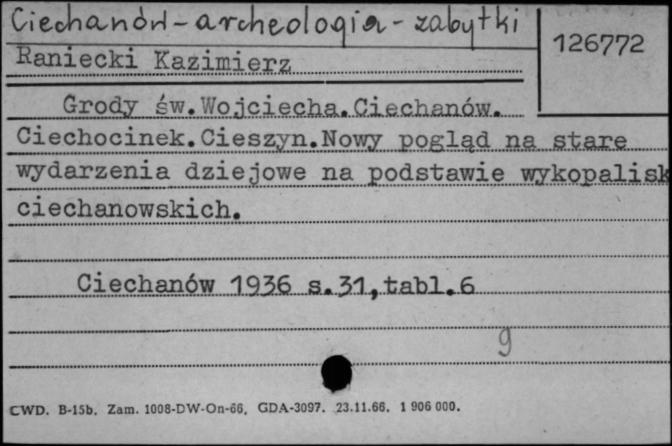 Ciechanów - archeologia - zabytki
126772
Raniecki Kazimierz
Grody św.Wojciecha.Ciechanów.
Ciechocinek.Cieszyn.Nowy pogląd na stare
wydarzenia dziejowe na podstawie wykopalisk
ciechanowskich.
Ciechanów 1936 s.31,tabl.6
g
CWD. B-15b. Zam. 1008-DW-On-66. GDA-3097. 23.11.66. 1 906 000.